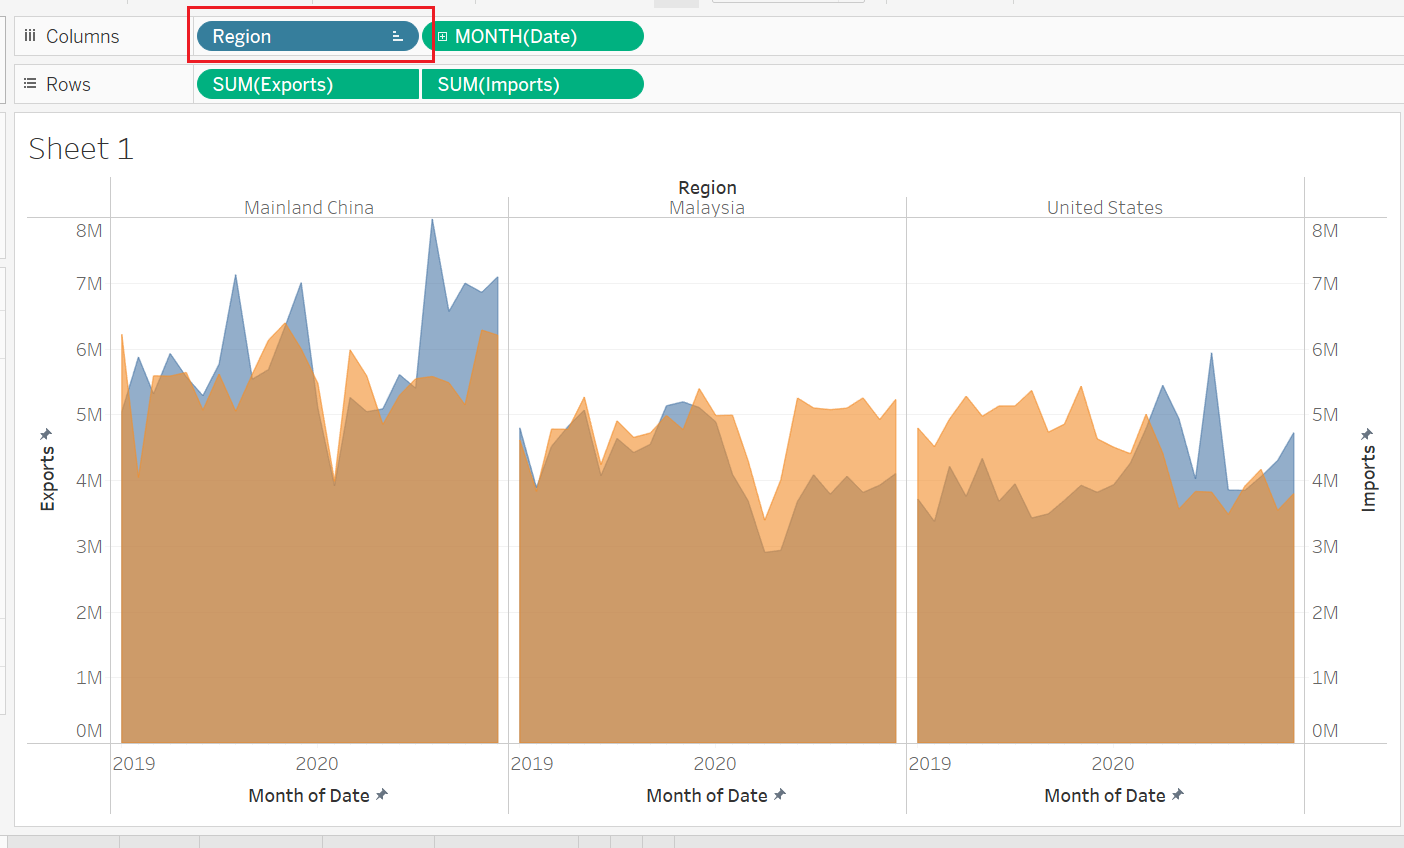 Columns Region MONTH(Date)
Rows SUM(Exports) SUM(Imports)
Sheet 1
Region
Mainland China Malaysia United States
8M 8M
7M 7M
6M 6M
5M 5M
4M 4M
3M 3M
2M 2M
1M 1M
0M 0M
Exports
Imports
2019 2020 2019 2020 2019 2020
Month of Date Month of Date Month of Date